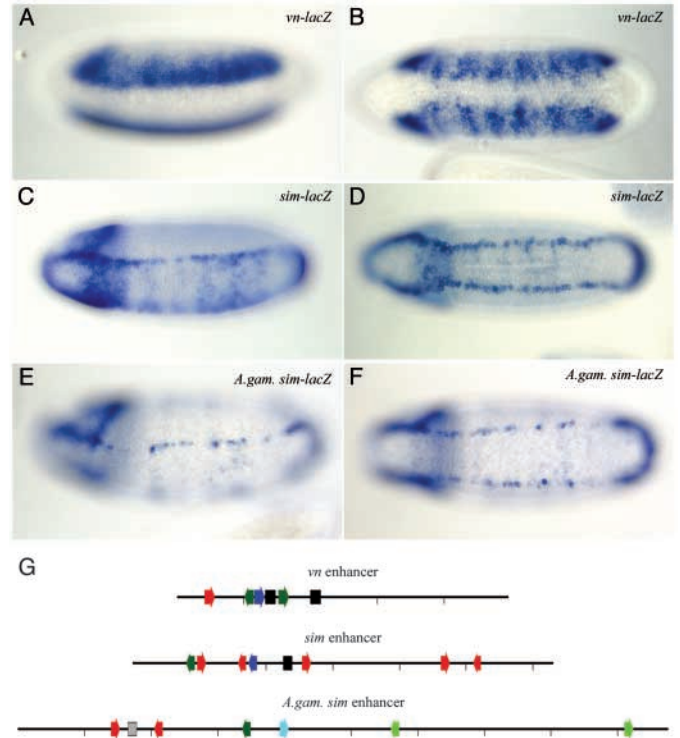 A
vn-lacZ
B
vn-lacZ
C
sim-lacZ
D
sim-lacZ
E
A.gam. sim-lacZ
F
A.gam. sim-lacZ
G
vn enhancer
sim enhancer
A.gam. sim enhancer